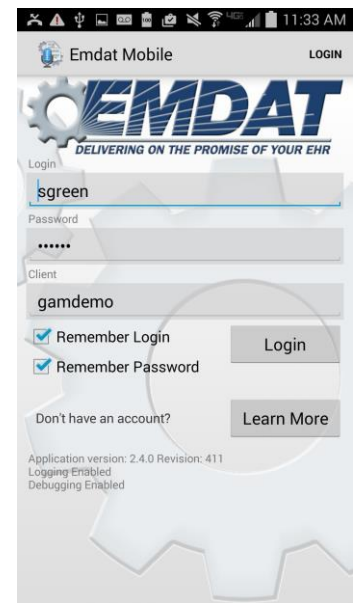 4G LTE 11:33 AM
Emdat Mobile LOGIN
EMDAT
DELIVERING ON THE PROMISE OF YOUR EHR
Login
sgreen
Password
••••••
Client
gamdemo
Remember Login
Login
Remember Password
Don't have an account?
Learn More
Application version: 2.4.0 Revision: 411
Logging Enabled
Debugging Enabled